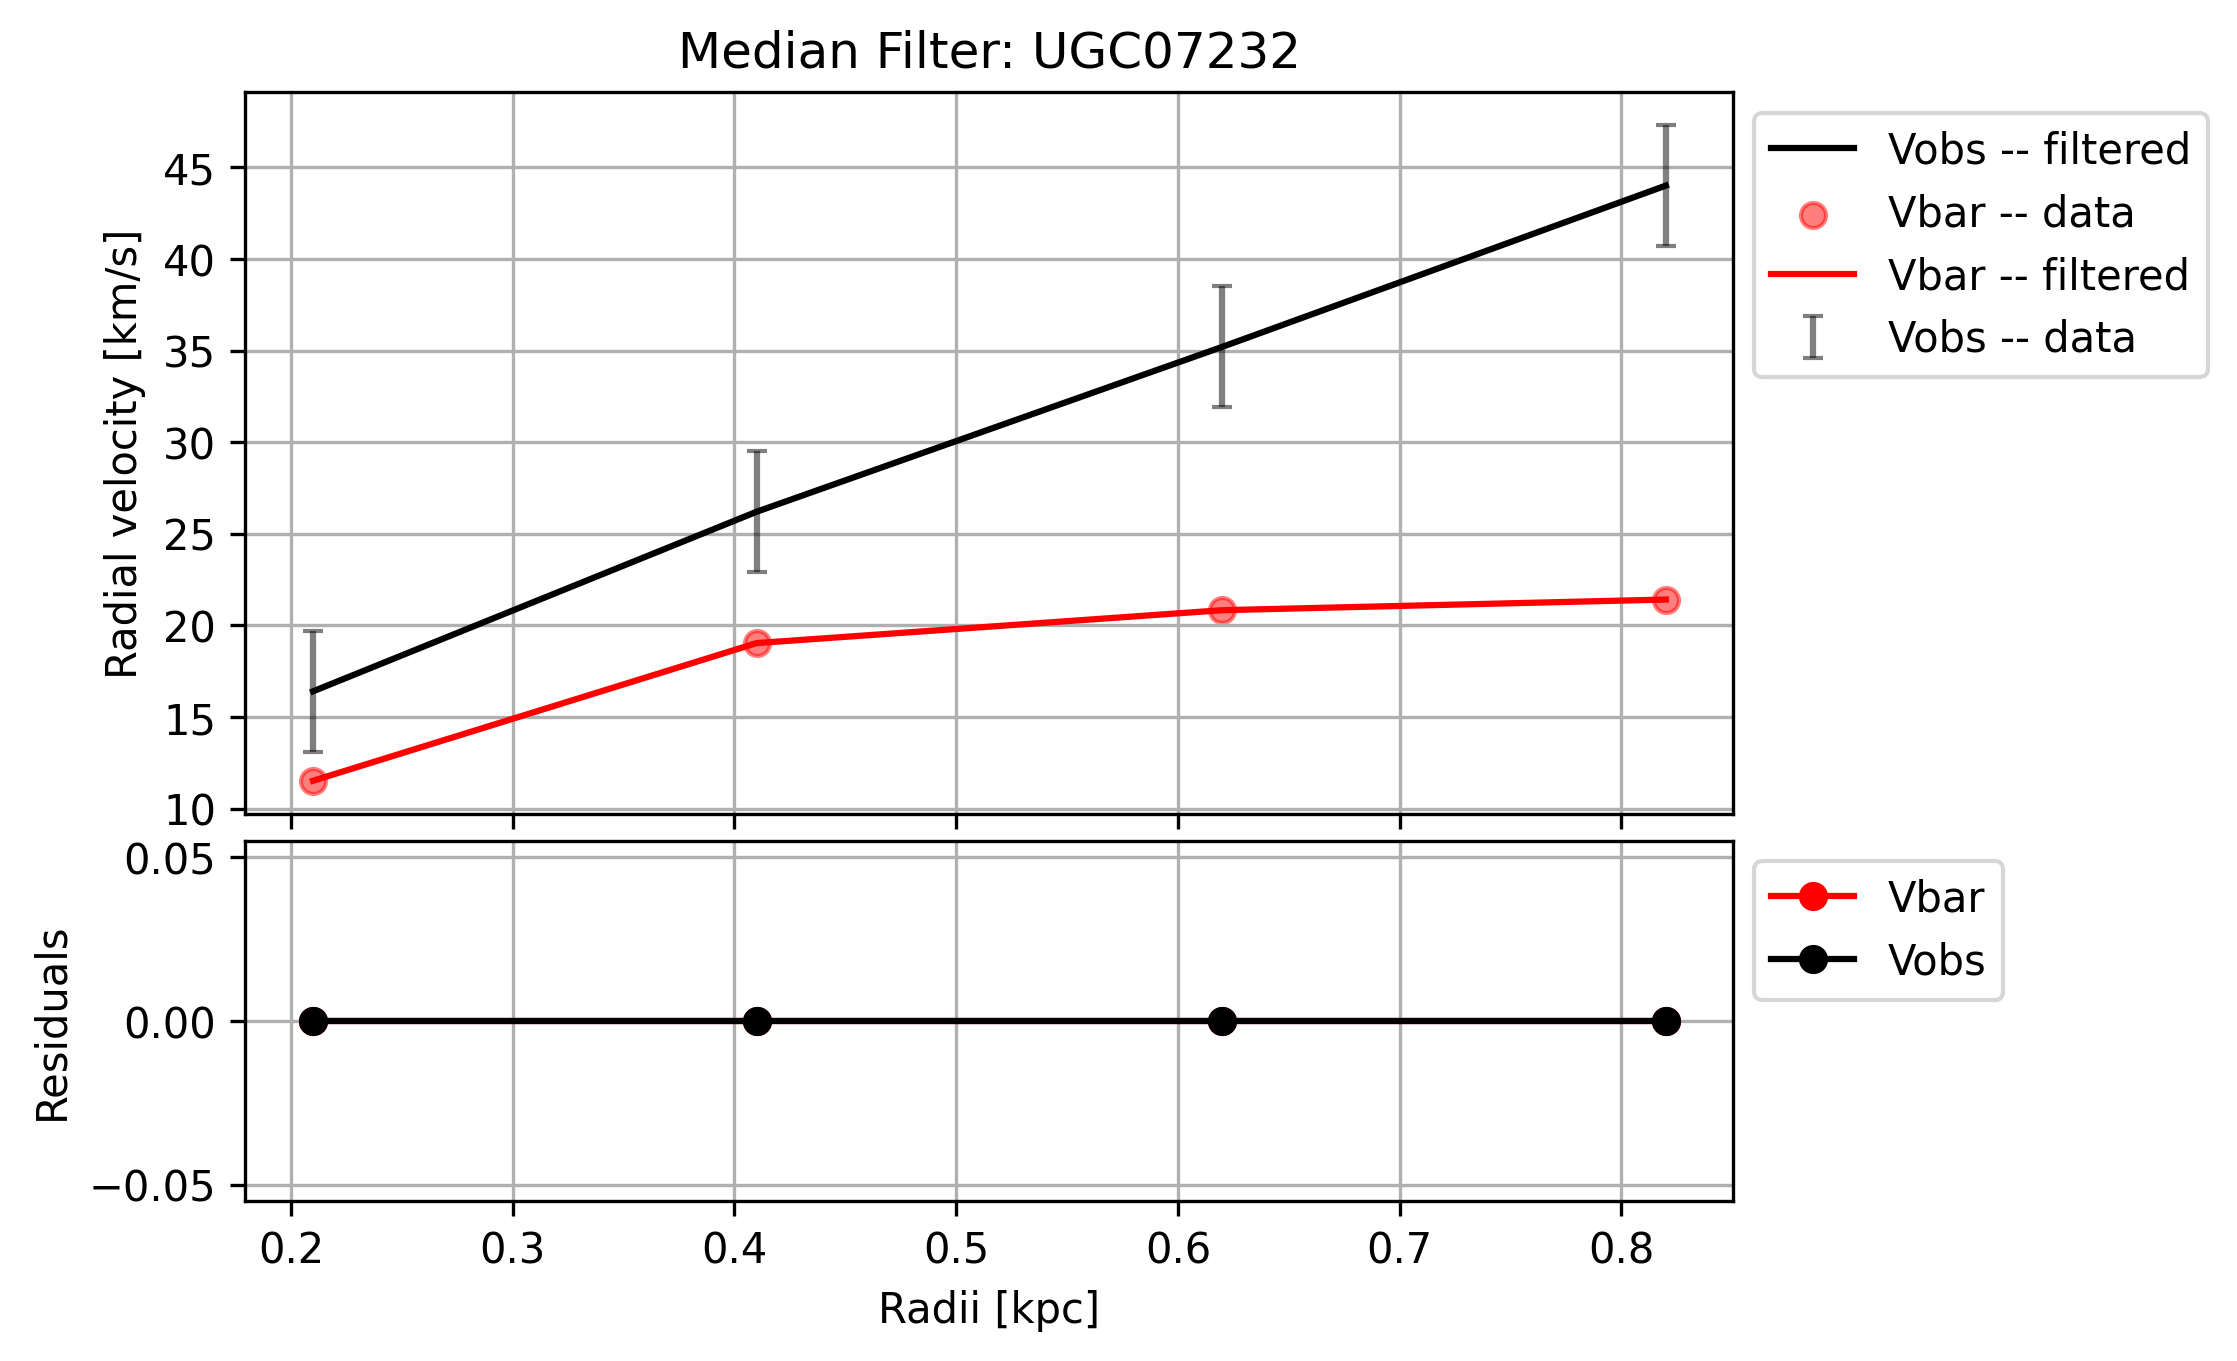 Median Filter: UGC07232
Radial velocity [km/s]
45
40
35
30
25
20
15
10
Vobs -- filtered
Vbar -- data
Vbar -- filtered
Vobs -- data
Residuals
0.05
0.00
−0.05
Vbar
Vobs
0.2 0.3 0.4 0.5 0.6 0.7 0.8
Radii [kpc]